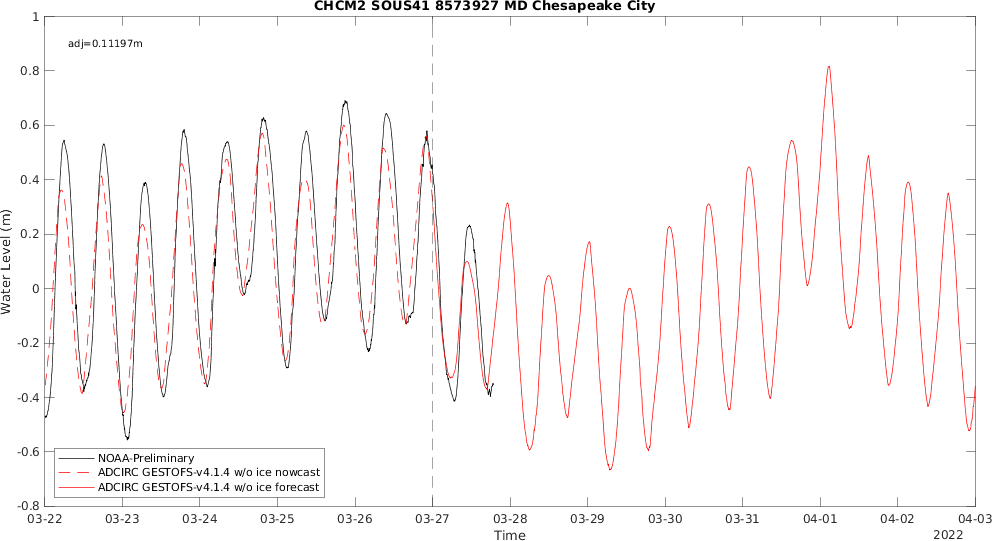 CHCM2 SOUS41 8573927 MD Chesapeake City
adj=0.11197m
1
0.8
0.6
0.4
0.2
0
-0.2
-0.4
-0.6
-0.8
Water Level (m)
NOAA-Preliminary
ADCIRC GESTOFS-v4.1.4 w/o ice nowcast
ADCIRC GESTOFS-v4.1.4 w/o ice forecast
03-22 03-23 03-24 03-25 03-26 03-27 03-28 03-29 03-30 03-31 04-01 04-02 04-03
Time
2022